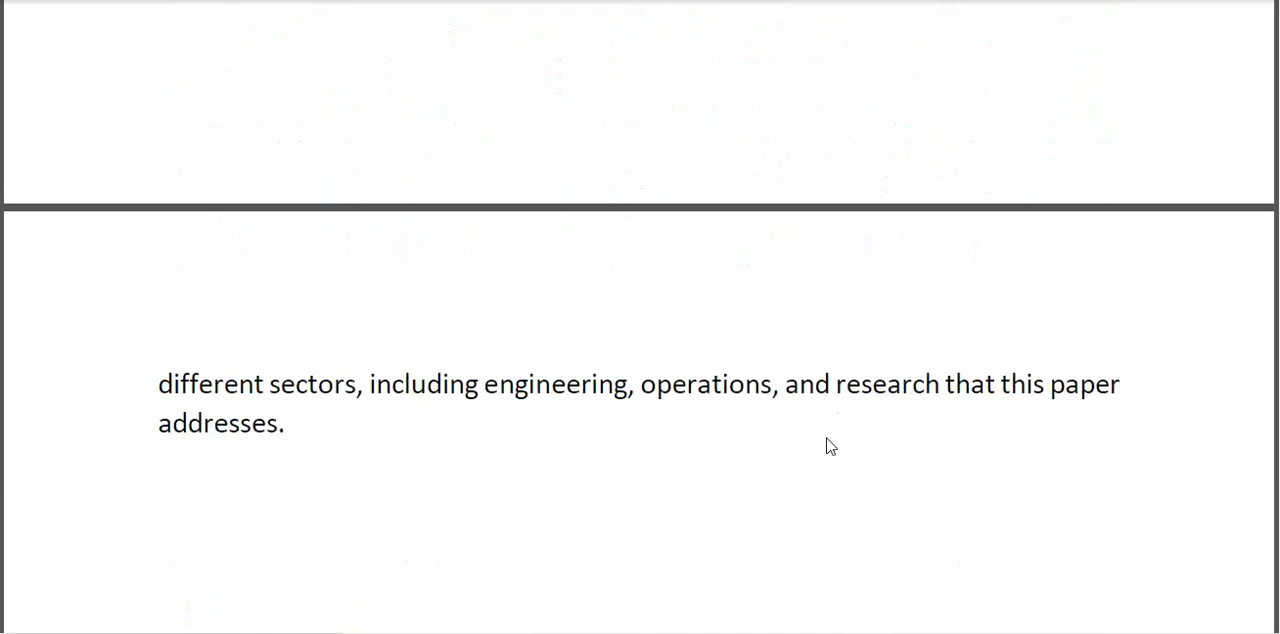 different sectors, including engineering, operations, and research that this paper
addresses.